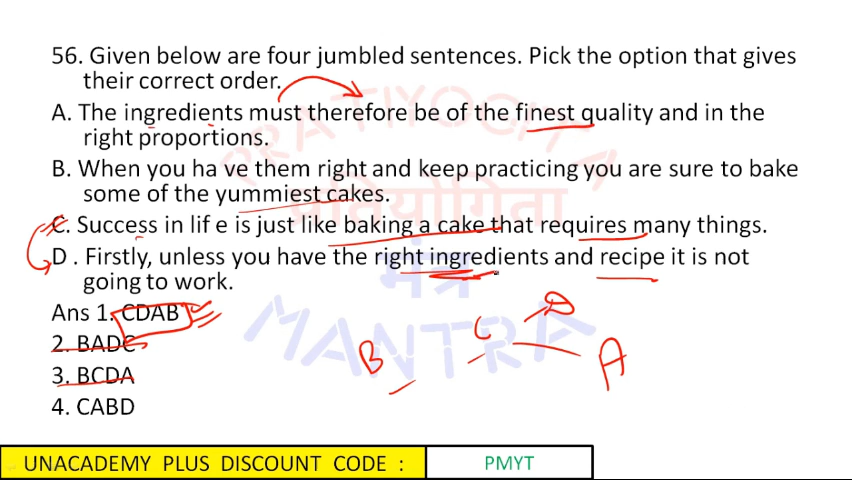 56. Given below are four jumbled sentences. Pick the option that gives
their correct order.
A. The ingredients must therefore be of the finest quality and in the
right proportions.
B. When you ha ve them right and keep practicing you are sure to bake
some of the yummiest cakes.
C. Success in lif e is just like baking a cake that requires many things.
D . Firstly, unless you have the right ingredients and recipe it is not
going to work.
Ans 1. CDAB
2. BADC
3. BCDA
4. CABD
B C D A
PRATIYOGITA
प्रतियोगिता
मंत्र
MANTRA
UNACADEMY PLUS DISCOUNT CODE :
PMYT